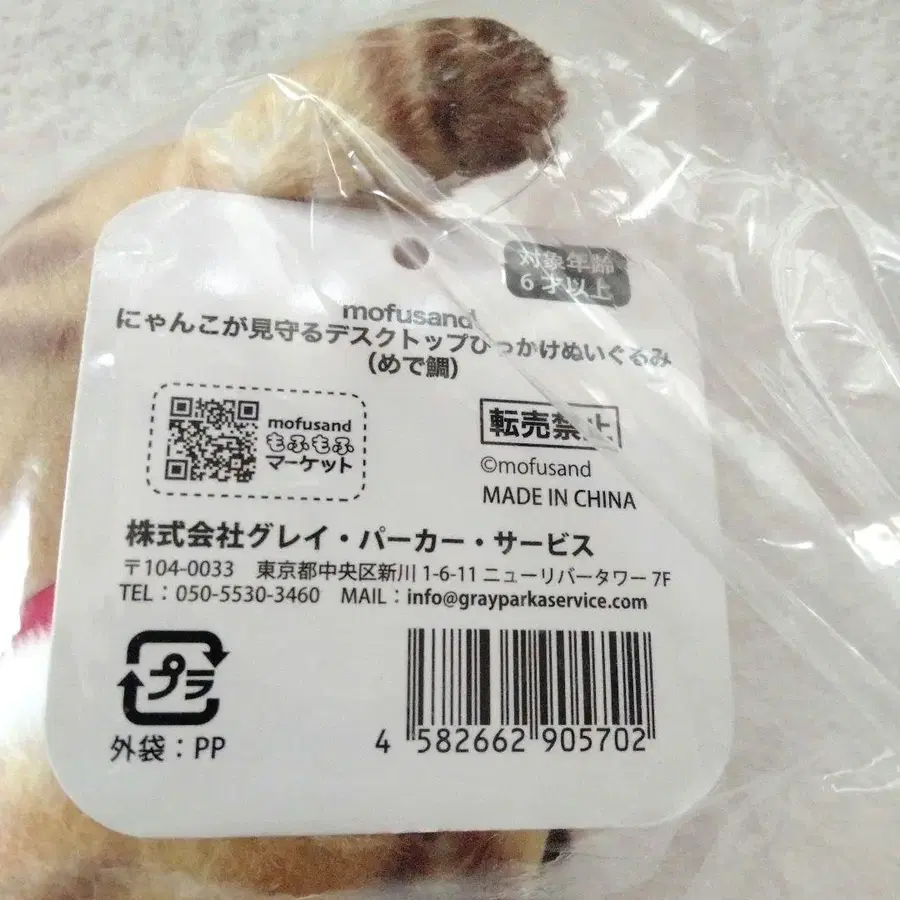 対象年齢
6才以上
mofusand
にゃんこが見守るデスクトップひっかけぬいぐるみ
(めで鯛)
mofusand
もふもふ
マーケット
転売禁止
©mofusand
MADE IN CHINA
株式会社グレイ・パーカー・サービス
〒104-0033 東京都中央区新川 1-6-11 ニューリバータワー 7F
TEL：050-5530-3460 MAIL：info@grayparkaservice.com
プラ
外袋：PP
4 582662 905702